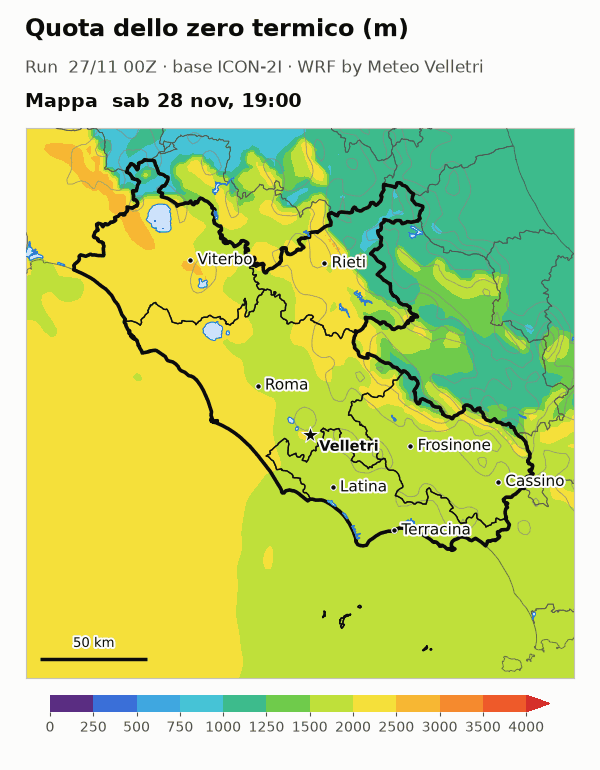 Quota dello zero termico (m)
Run  27/11 00Z · base ICON-2I · WRF by Meteo Velletri
Mappa  sab 28 nov, 19:00
Viterbo
Rieti
Roma
Velletri
Frosinone
Cassino
Latina
Terracina
50 km
0 250 500 750 1000 1250 1500 2000 2500 3000 3500 4000